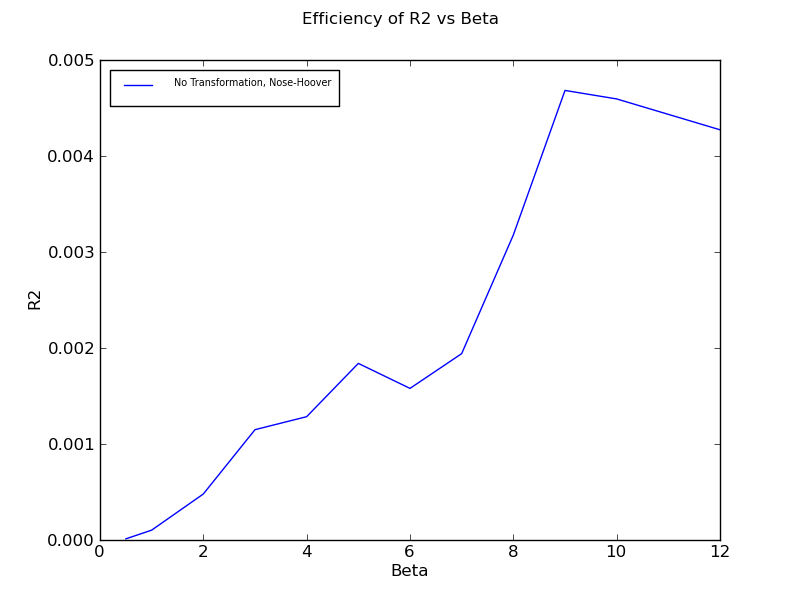 Efficiency of R2 vs Beta
0.005
No Transformation, Nose-Hoover
0.004
0.003
R2
0.002
0.001
0.000
0 2 4 6 8 10 12
Beta